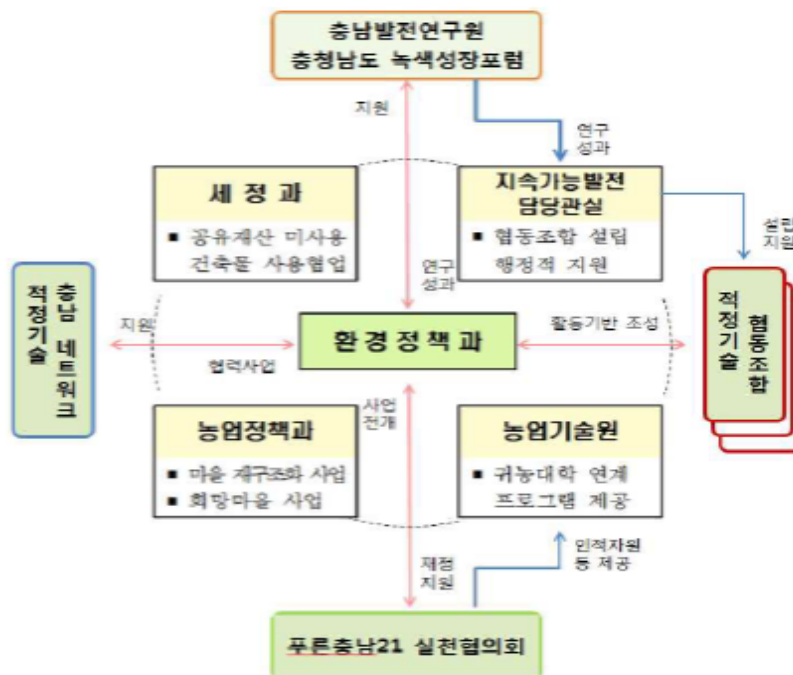 충남발전연구원
충청남도 녹색성장포럼
지원
연구
성과
세 정 과
■ 공유재산 미사용
건축물 사용협업
지속가능발전
담당관실
■ 협동조합 설립
행정적 지원
설립
지원
연구
성과
충남 네트워크
적정기술
지원
협력사업
환경정책과
활동기반 조성
적정기술
협동조합
사업
전개
농업정책과
■ 마을 재구조화 사업
■ 희망마을 사업
농업기술원
■ 귀농대학 연계
프로그램 제공
재정
지원
인적자원
등 제공
푸른충남21 실천협의회